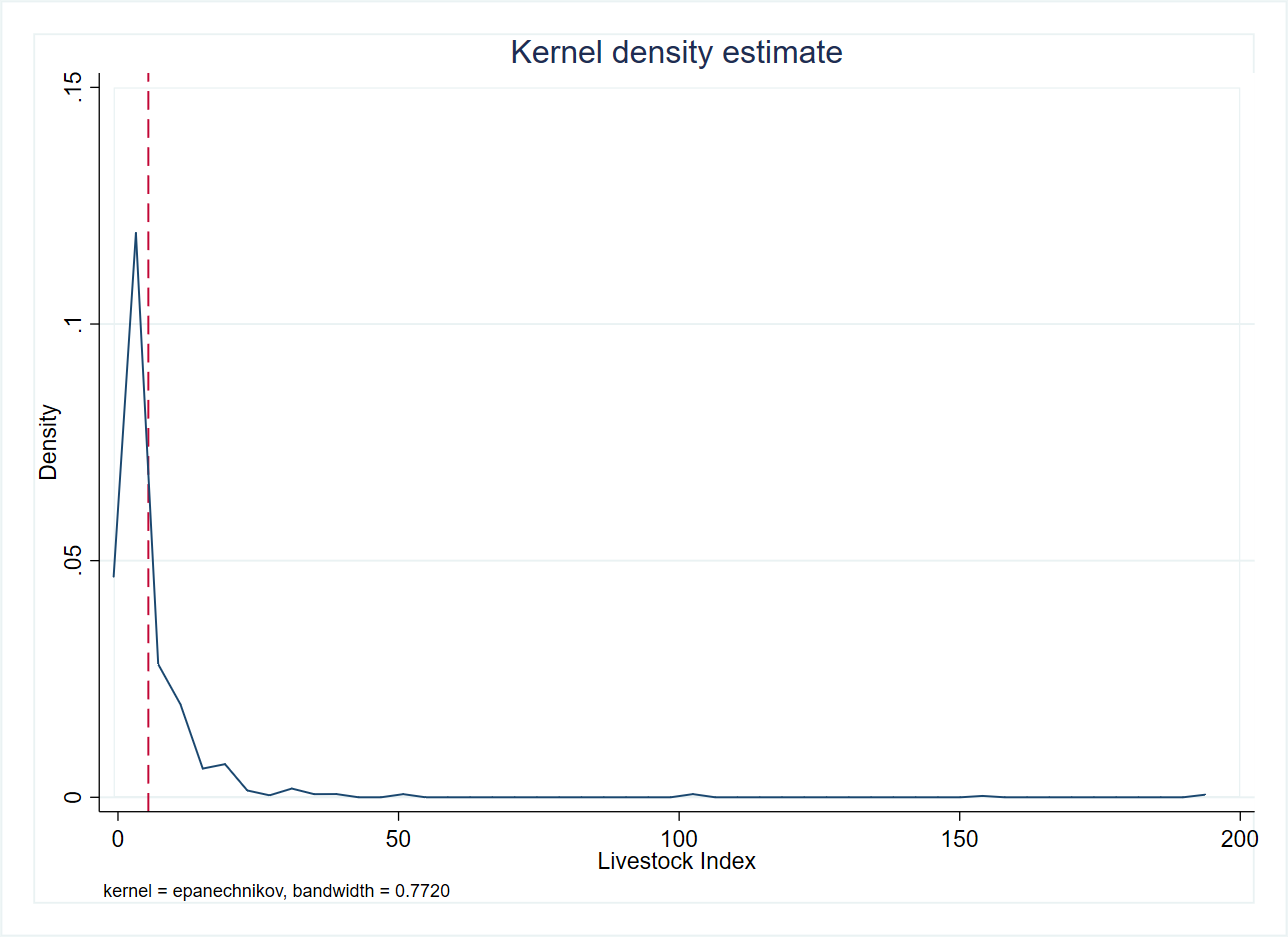 Kernel density estimate
.15
.1
.05
0
Density
0 50 100 150 200
Livestock Index
kernel = epanechnikov, bandwidth = 0.7720